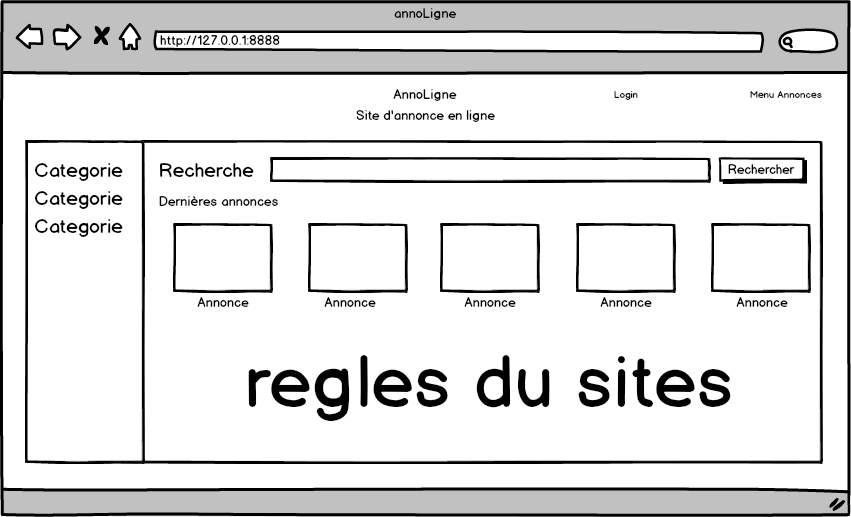 annoLigne
http://127.0.0.1:8888
AnnoLigne
Login
Menu Annonces
Site d'annonce en ligne
Categorie
Categorie
Categorie
Recherche
Rechercher
Dernières annonces
Annonce Annonce Annonce Annonce Annonce
regles du sites